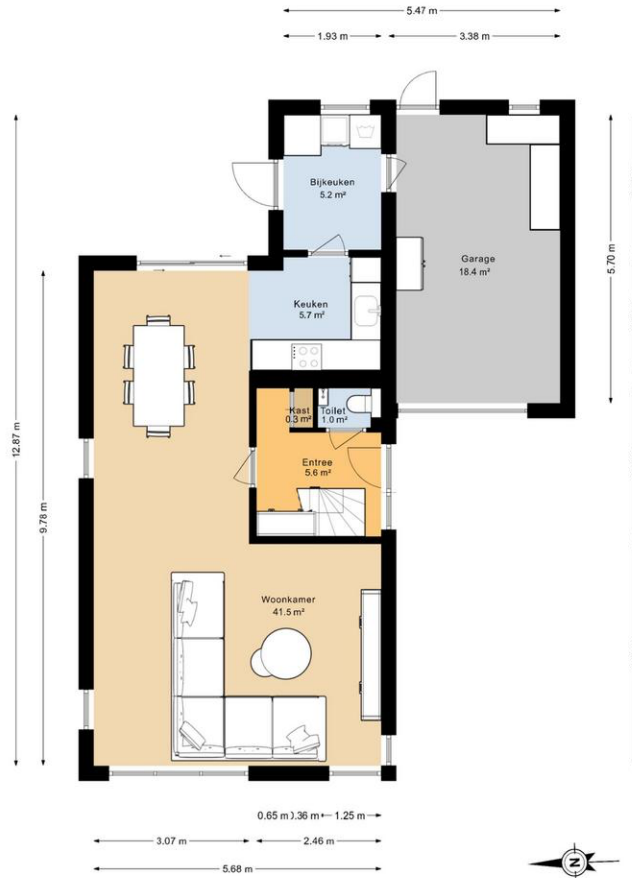 5.47 m
1.93 m
3.38 m
Bijkeuken
5.2 m²
Garage
18.4 m²
5.70 m
Keuken
5.7 m²
Kast
0.3 m²
Toilet
1.0 m²
Entree
5.6 m²
12.87 m
9.78 m
Woonkamer
41.5 m²
0.65 m 0.36 m 1.25 m
3.07 m
2.46 m
5.68 m
N